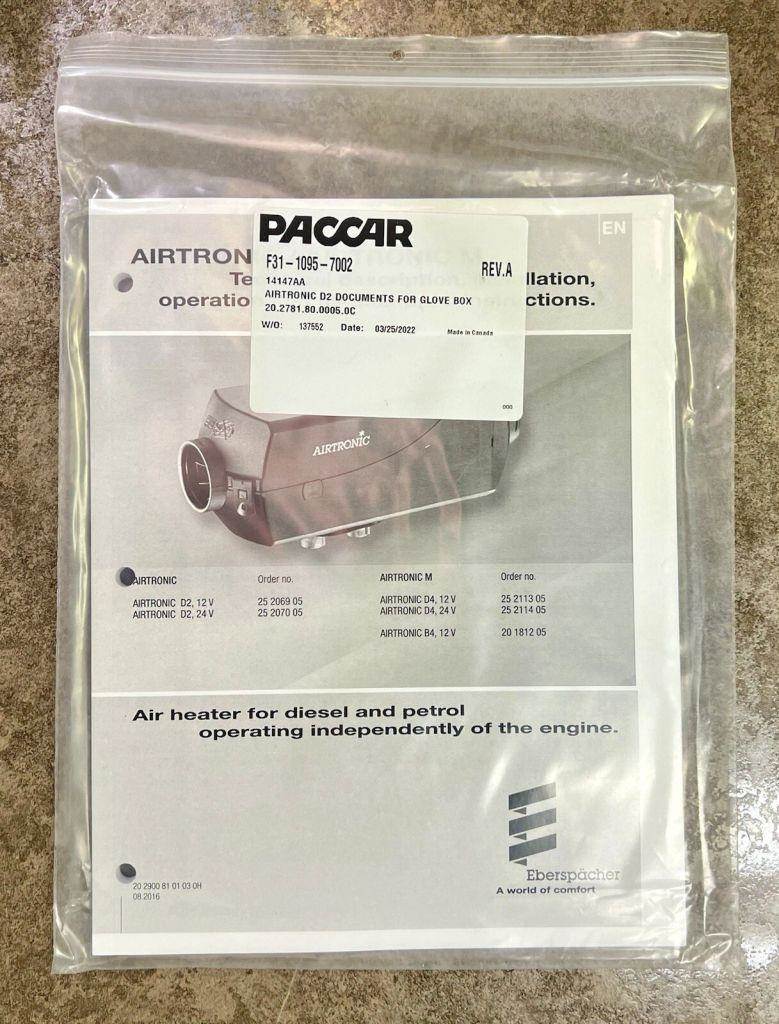 EN
PACCAR
F31-1095-7002 REV.A
14147AA
AIRTRONIC D2 DOCUMENTS FOR GLOVE BOX
20.2781.80.0005.0C
W/O: 137552 Date: 03/25/2022 Made in Canada
000
AIRTRON M
Te llation,
operatio ctions.
AIRTRONIC
AIRTRONIC Order no.
AIRTRONIC D2, 12 V 25 2069 05
AIRTRONIC D2, 24 V 25 2070 05
AIRTRONIC M Order no.
AIRTRONIC D4, 12 V 25 2113 05
AIRTRONIC D4, 24 V 25 2114 05
AIRTRONIC B4, 12 V 20 1812 05
Air heater for diesel and petrol
operating independently of the engine.
Eberspächer
A world of comfort
20 2900 81 01 03 0H
08.2016